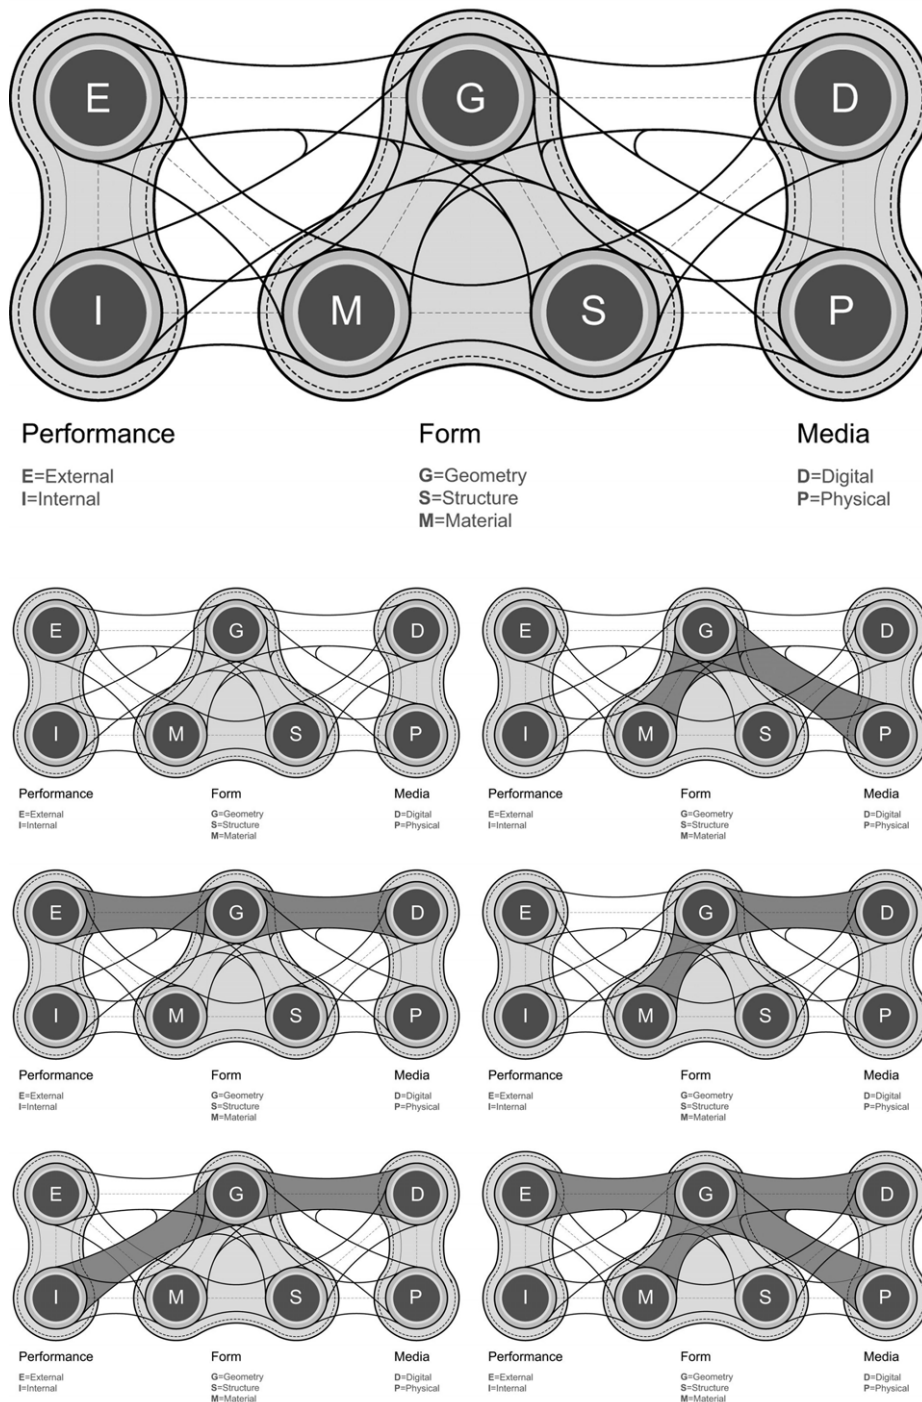 E G D
I M S P
Performance Form Media
E=External G=Geometry D=Digital
I=Internal S=Structure P=Physical
M=Material
E G D
I M S P
Performance Form Media
E=External G=Geometry D=Digital
I=Internal S=Structure P=Physical
M=Material
E G D
I M S P
Performance Form Media
E=External G=Geometry D=Digital
I=Internal S=Structure P=Physical
M=Material
E G D
I M S P
Performance Form Media
E=External G=Geometry D=Digital
I=Internal S=Structure P=Physical
M=Material
E G D
I M S P
Performance Form Media
E=External G=Geometry D=Digital
I=Internal S=Structure P=Physical
M=Material
E G D
I M S P
Performance Form Media
E=External G=Geometry D=Digital
I=Internal S=Structure P=Physical
M=Material
E G D
I M S P
Performance Form Media
E=External G=Geometry D=Digital
I=Internal S=Structure P=Physical
M=Material